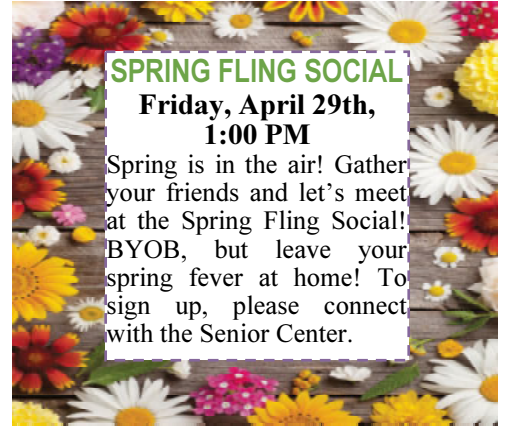 SPRING FLING SOCIAL
Friday, April 29th,
1:00 PM
Spring is in the air! Gather
your friends and let’s meet
at the Spring Fling Social!
BYOB, but leave your
spring fever at home! To
sign up, please connect
with the Senior Center.